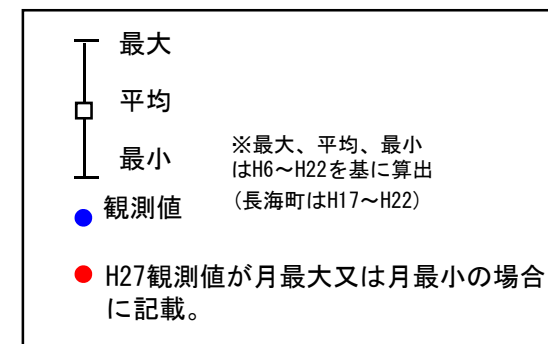 最大
平均
最小
※最大、平均、最小
はH6～H22を基に算出
（長海町はH17～H22）
観測値
H27観測値が月最大又は月最小の場合
に記載。